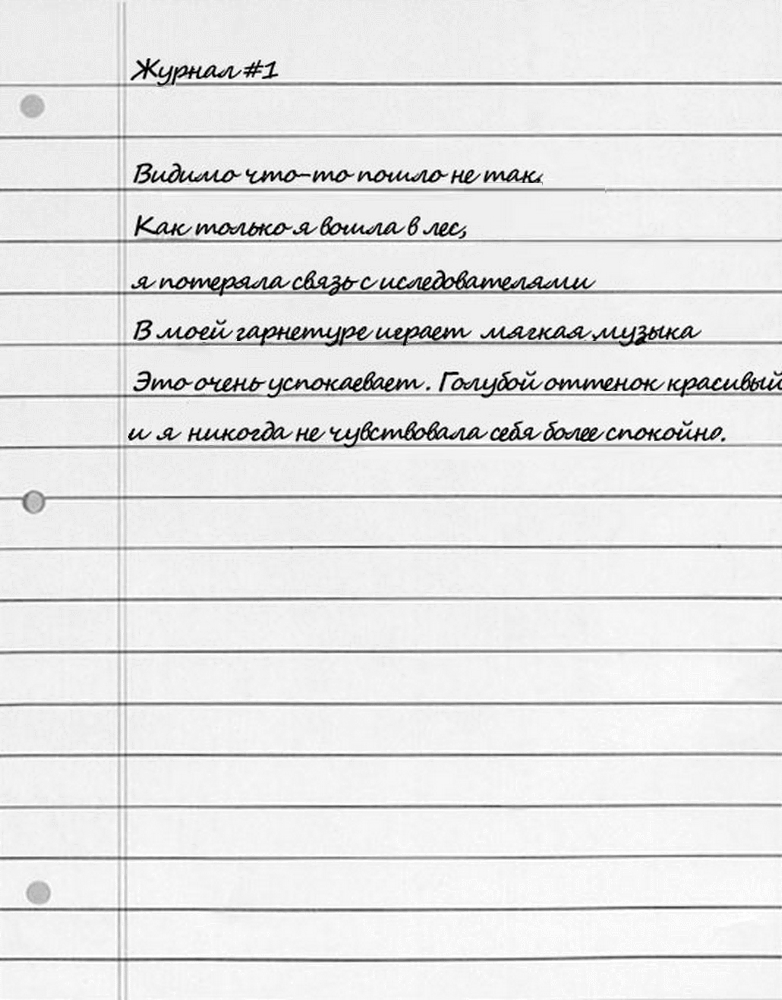 Журнал #1
Видимо что-то пошло не так.
Как только я вошла в лес,
я потеряла связь с иследователями
В моей гарнетуре играет мягкая музыка
Это очень успокаевает. Голубой оттенок красивый
и я никогда не чувствовала себя более спокойно.